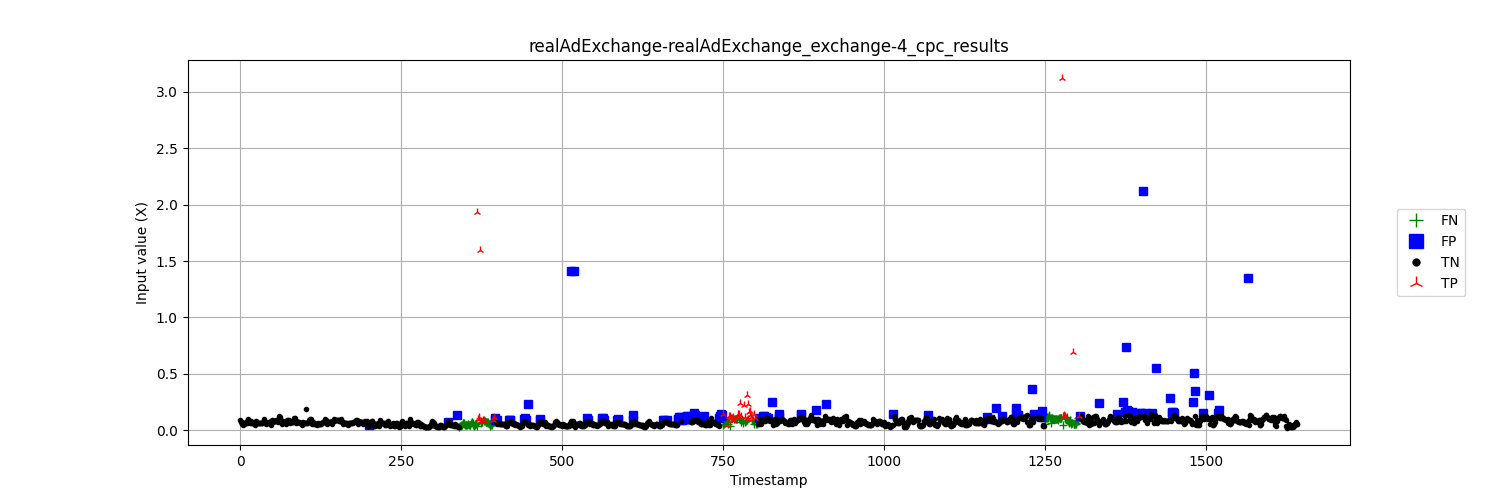 realAdExchange-realAdExchange_exchange-4_cpc_results
3.0
2.5
2.0
1.5
1.0
0.5
0.0
Input value (X)
0
250
500
750
1000
1250
1500
Timestamp
FN
FP
TN
TP